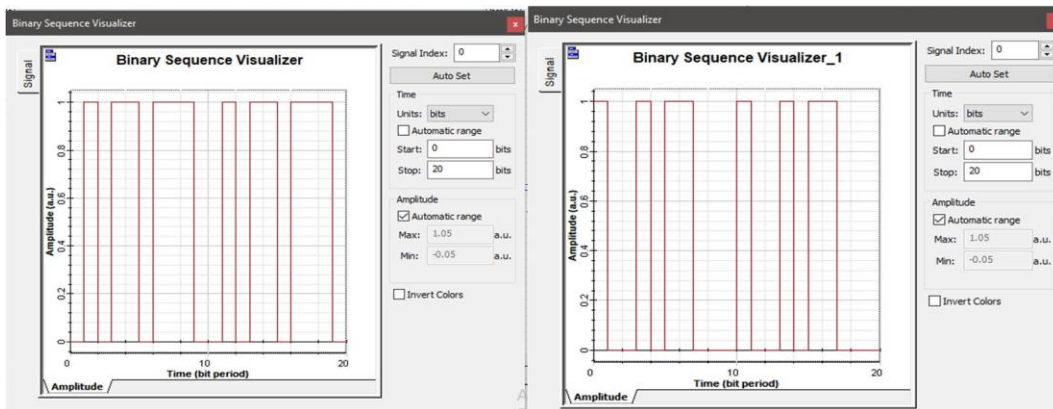 Binary Sequence Visualizer
x
Signal
Binary Sequence Visualizer
Amplitude (a.u.)
1
0.8
0.6
0.4
0.2
0
0
10
20
Time (bit period)
Amplitude
Signal Index: 0
Auto Set
Time
Units: bits
Automatic range
Start: 0 bits
Stop: 20 bits
Amplitude
Automatic range
Max: 1.05 a.u.
Min: -0.05 a.u.
Invert Colors
Binary Sequence Visualizer
Signal
Binary Sequence Visualizer_1
Amplitude (a.u.)
1
0.8
0.6
0.4
0.2
0
0
10
20
Time (bit period)
Amplitude
Signal Index: 0
Auto Set
Time
Units: bits
Automatic range
Start: 0 bits
Stop: 20 bits
Amplitude
Automatic range
Max: 1.05 a.u.
Min: -0.05 a.u.
Invert Colors